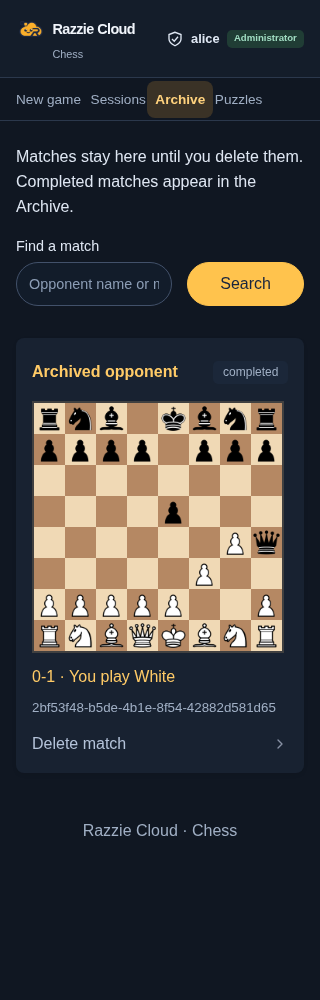 Razzie Cloud
Chess
alice
Administrator
New game
Sessions
Archive
Puzzles
Matches stay here until you delete them.
Completed matches appear in the
Archive.
Find a match
Opponent name or
Search
Archived opponent
completed
0-1 · You play White
2bf53f48-b5de-4b1e-8f54-42882d581d65
Delete match
Razzie Cloud · Chess